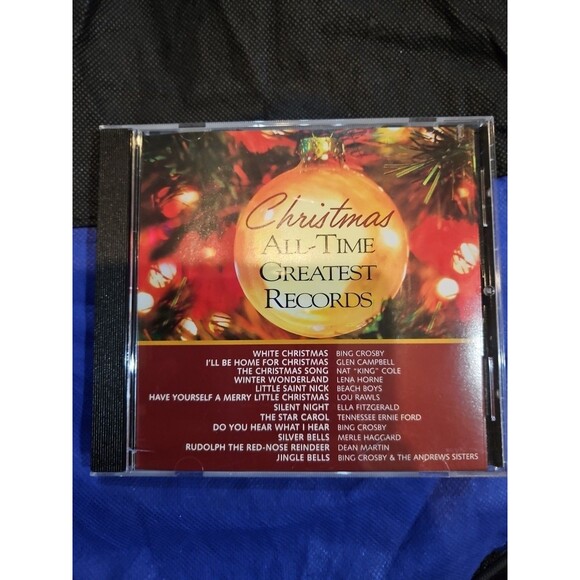 Christmas
ALL-TIME
GREATEST
RECORDS
WHITE CHRISTMAS BING CROSBY
I'LL BE HOME FOR CHRISTMAS GLEN CAMPBELL
THE CHRISTMAS SONG NAT "KING" COLE
WINTER WONDERLAND LENA HORNE
LITTLE SAINT NICK BEACH BOYS
HAVE YOURSELF A MERRY LITTLE CHRISTMAS LOU RAWLS
SILENT NIGHT ELLA FITZGERALD
THE STAR CAROL TENNESSEE ERNIE FORD
DO YOU HEAR WHAT I HEAR BING CROSBY
SILVER BELLS MERLE HAGGARD
RUDOLPH THE RED-NOSE REINDEER DEAN MARTIN
JINGLE BELLS BING CROSBY & THE ANDREWS SISTERS